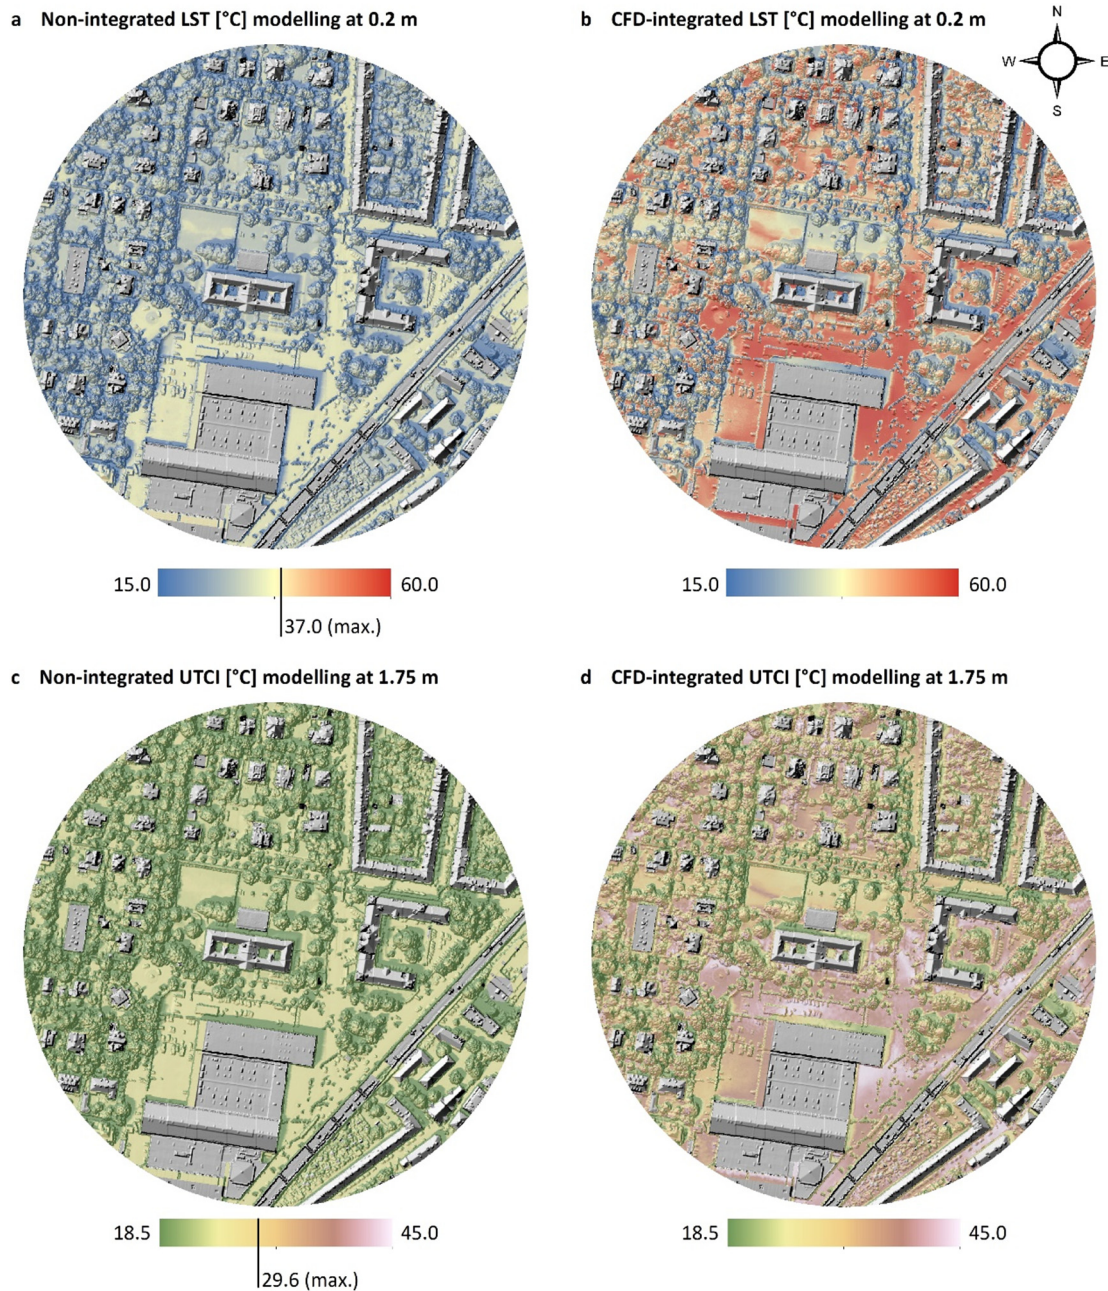 a Non-integrated LST [°C] modelling at 0.2 m
b CFD-integrated LST [°C] modelling at 0.2 m
N
W E
S
15.0 60.0
37.0 (max.)
15.0 60.0
c Non-integrated UTCI [°C] modelling at 1.75 m
d CFD-integrated UTCI [°C] modelling at 1.75 m
18.5 45.0
29.6 (max.)
18.5 45.0